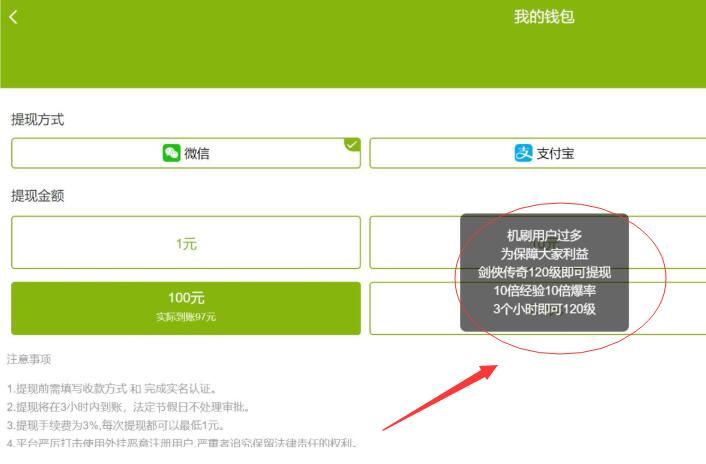 我的钱包
提现方式
微信
支付宝
提现金额
1元
机刷用户过多
为保障大家利益
剑侠传奇120级即可提现
10倍经验10倍爆率
3个小时即可120级
100元
实际到账97元
注意事项
1.提现前需填写收款方式 和 完成实名认证。
2.提现将在3小时内到账，法定节假日不处理审批。
3.提现手续费为3%,每次提现都可以最低1元。
4.平台严厉打击使用外挂恶意注册用户,严重者追究保留法律责任的权利。